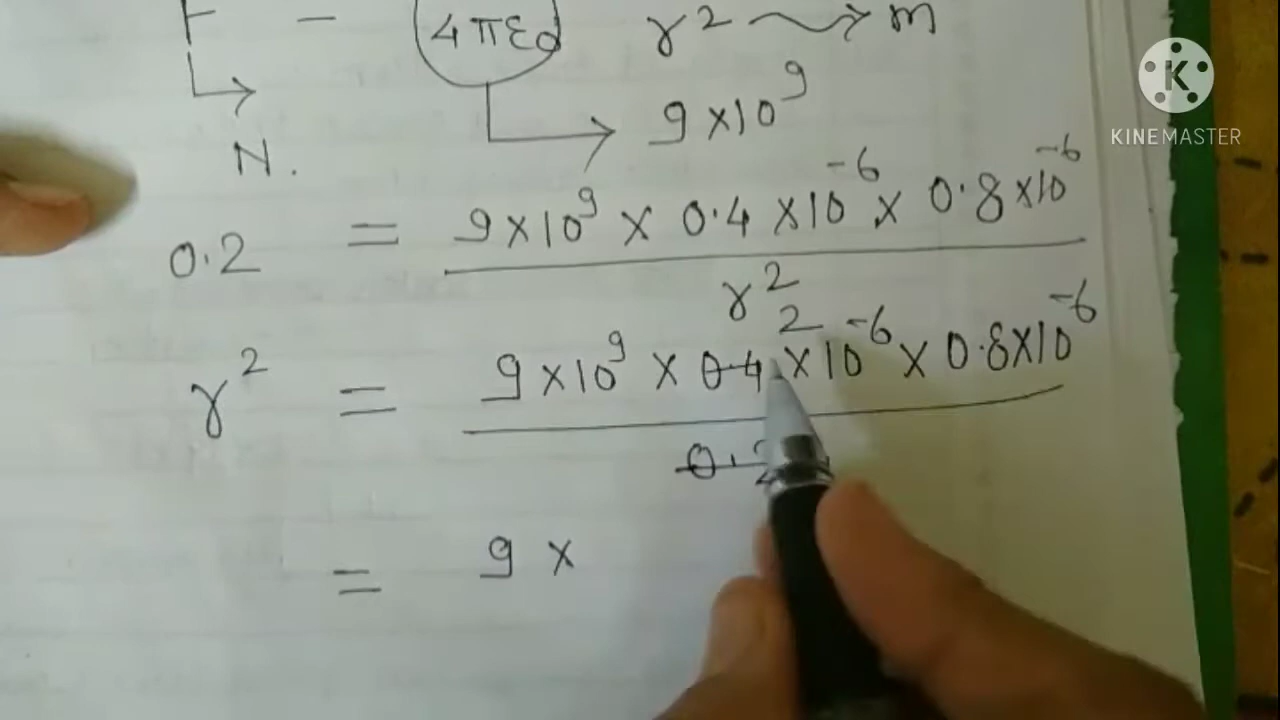 F = 4πε0 r² → m
9×10⁹
N.
0.2 = 9×10⁹ × 0.4 ×10⁻⁶ × 0.8×10⁻⁶
r²
2
r² = 9×10⁹ × 0.4 ×10⁻⁶ × 0.8×10⁻⁶
0.2
= 9 ×
K
KINEMASTER